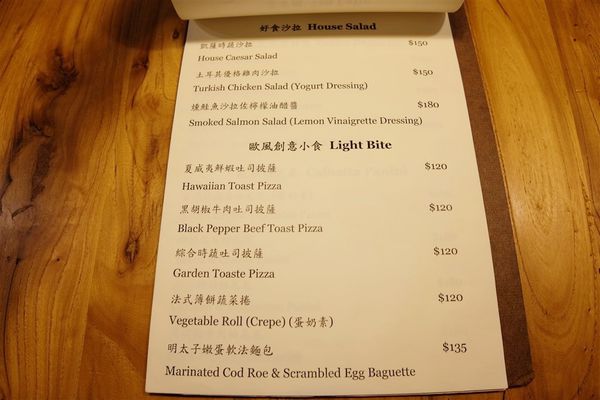 好食沙拉 House Salad
凱薩時蔬沙拉 $150
House Caesar Salad
土耳其優格雞肉沙拉 $150
Turkish Chicken Salad (Yogurt Dressing)
燻鮭魚沙拉佐檸檬油醋醬 $180
Smoked Salmon Salad (Lemon Vinaigrette Dressing)
歐風創意小食 Light Bite
夏威夷鮮蝦吐司披薩 $120
Hawaiian Toast Pizza
黑胡椒牛肉吐司披薩 $120
Black Pepper Beef Toast Pizza
綜合時蔬吐司披薩 $120
Garden Toaste Pizza
法式薄餅蔬菜捲 $120
Vegetable Roll (Crepe) (蛋奶素)
明太子嫩蛋軟法麵包 $135
Marinated Cod Roe & Scrambled Egg Baguette